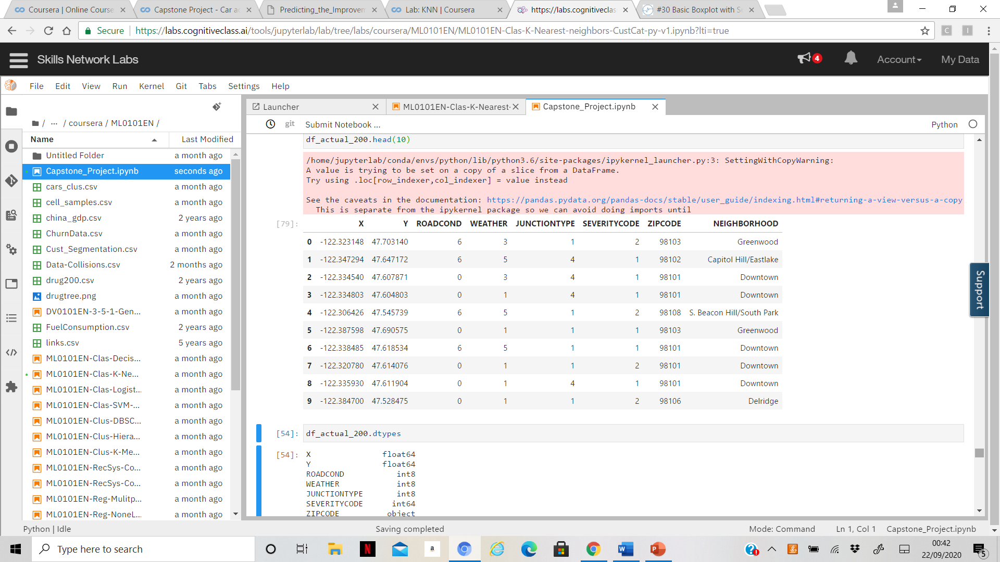 Coursera | Online Course
Capstone Project - Car ac
Predicting_the_Improvem
Lab: KNN | Coursera
https://labs.cognitiveclas
#30 Basic Boxplot with Se
Secure
https://labs.cognitiveclass.ai/tools/jupyterlab/lab/tree/labs/coursera/ML0101EN/ML0101EN-Clas-K-Nearest-neighbors-CustCat-py-v1.ipynb?lti=true
C
I
Skills Network Labs
4
Account
My Data
File Edit View Run Kernel Git Tabs Settings Help
Launcher
ML0101EN-Clas-K-Nearest-
Capstone_Project.ipynb
/ ··· / coursera / ML0101EN /
git
Submit Notebook ...
Python
Name Last Modified
Untitled Folder a month ago
Capstone_Project.ipynb seconds ago
cars_clus.csv a month ago
cell_samples.csv a month ago
china_gdp.csv 2 years ago
ChurnData.csv a month ago
Cust_Segmentation.csv a month ago
Data-Collisions.csv 2 months ago
drug200.csv 2 years ago
drugtree.png a month ago
DV0101EN-3-5-1-Gen... a month ago
FuelConsumption.csv 2 years ago
links.csv 5 years ago
ML0101EN-Clas-Decis... a month ago
ML0101EN-Clas-K-Ne... a month ago
ML0101EN-Clas-Logist... a month ago
ML0101EN-Clas-SVM-... a month ago
ML0101EN-Clus-DBSC... a month ago
ML0101EN-Clus-Hiera... a month ago
ML0101EN-Clus-K-Me... a month ago
ML0101EN-RecSys-Co... a month ago
ML0101EN-RecSys-Co... a month ago
ML0101EN-Reg-Mulitp... a month ago
ML0101EN-Reg-NoneL... a month ago
df_actual_200.head(10)
/home/jupyterlab/conda/envs/python/lib/python3.6/site-packages/ipykernel_launcher.py:3: SettingWithCopyWarning:
A value is trying to be set on a copy of a slice from a DataFrame.
Try using .loc[row_indexer,col_indexer] = value instead
See the caveats in the documentation: https://pandas.pydata.org/pandas-docs/stable/user_guide/indexing.html#returning-a-view-versus-a-copy
This is separate from the ipykernel package so we can avoid doing imports until
[79]:
X Y ROADCOND WEATHER JUNCTIONTYPE SEVERITYCODE ZIPCODE NEIGHBORHOOD
0 -122.323148 47.703140 6 3 1 2 98103 Greenwood
1 -122.347294 47.647172 6 5 4 1 98102 Capitol Hill/Eastlake
2 -122.334540 47.607871 0 3 4 1 98101 Downtown
3 -122.334803 47.604803 0 1 4 1 98101 Downtown
4 -122.306426 47.545739 6 5 1 2 98108 S. Beacon Hill/South Park
5 -122.387598 47.690575 0 1 1 1 98103 Greenwood
6 -122.338485 47.618534 6 5 1 1 98101 Downtown
7 -122.320780 47.614076 0 1 1 2 98101 Downtown
8 -122.335930 47.611904 0 1 4 1 98101 Downtown
9 -122.384700 47.528475 0 1 1 2 98106 Delridge
[54]: df_actual_200.dtypes
[54]: X float64
Y float64
ROADCOND int8
WEATHER int8
JUNCTIONTYPE int8
SEVERITYCODE int64
ZIPCODE object
Support
Python | Idle
Saving completed
Mode: Command
Ln 1, Col 1
Capstone_Project.ipynb
Type here to search
00:42
22/09/2020
5